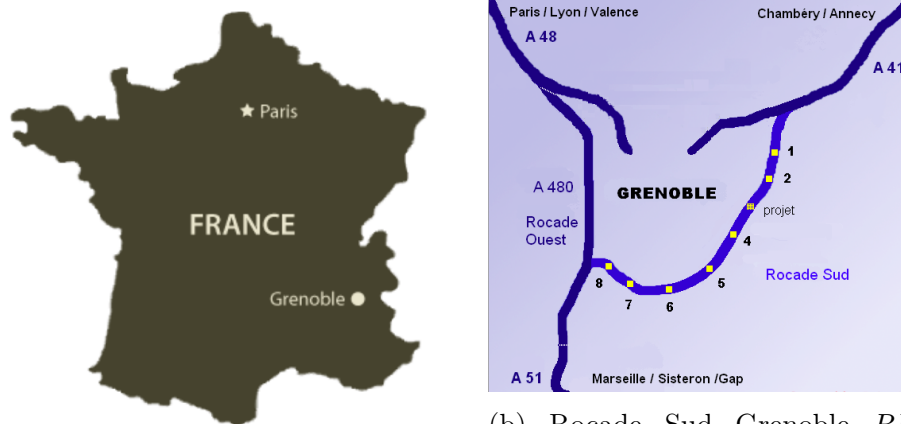 Paris
FRANCE
Grenoble
Paris / Lyon / Valence
Chambéry / Annecy
A 48
A 41
1
2
A 480
GRENOBLE
projet
Rocade
Ouest
4
Rocade Sud
5
8
7
6
A 51
Marseille / Sisteron /Gap
(b) Rocade Sud Grenoble